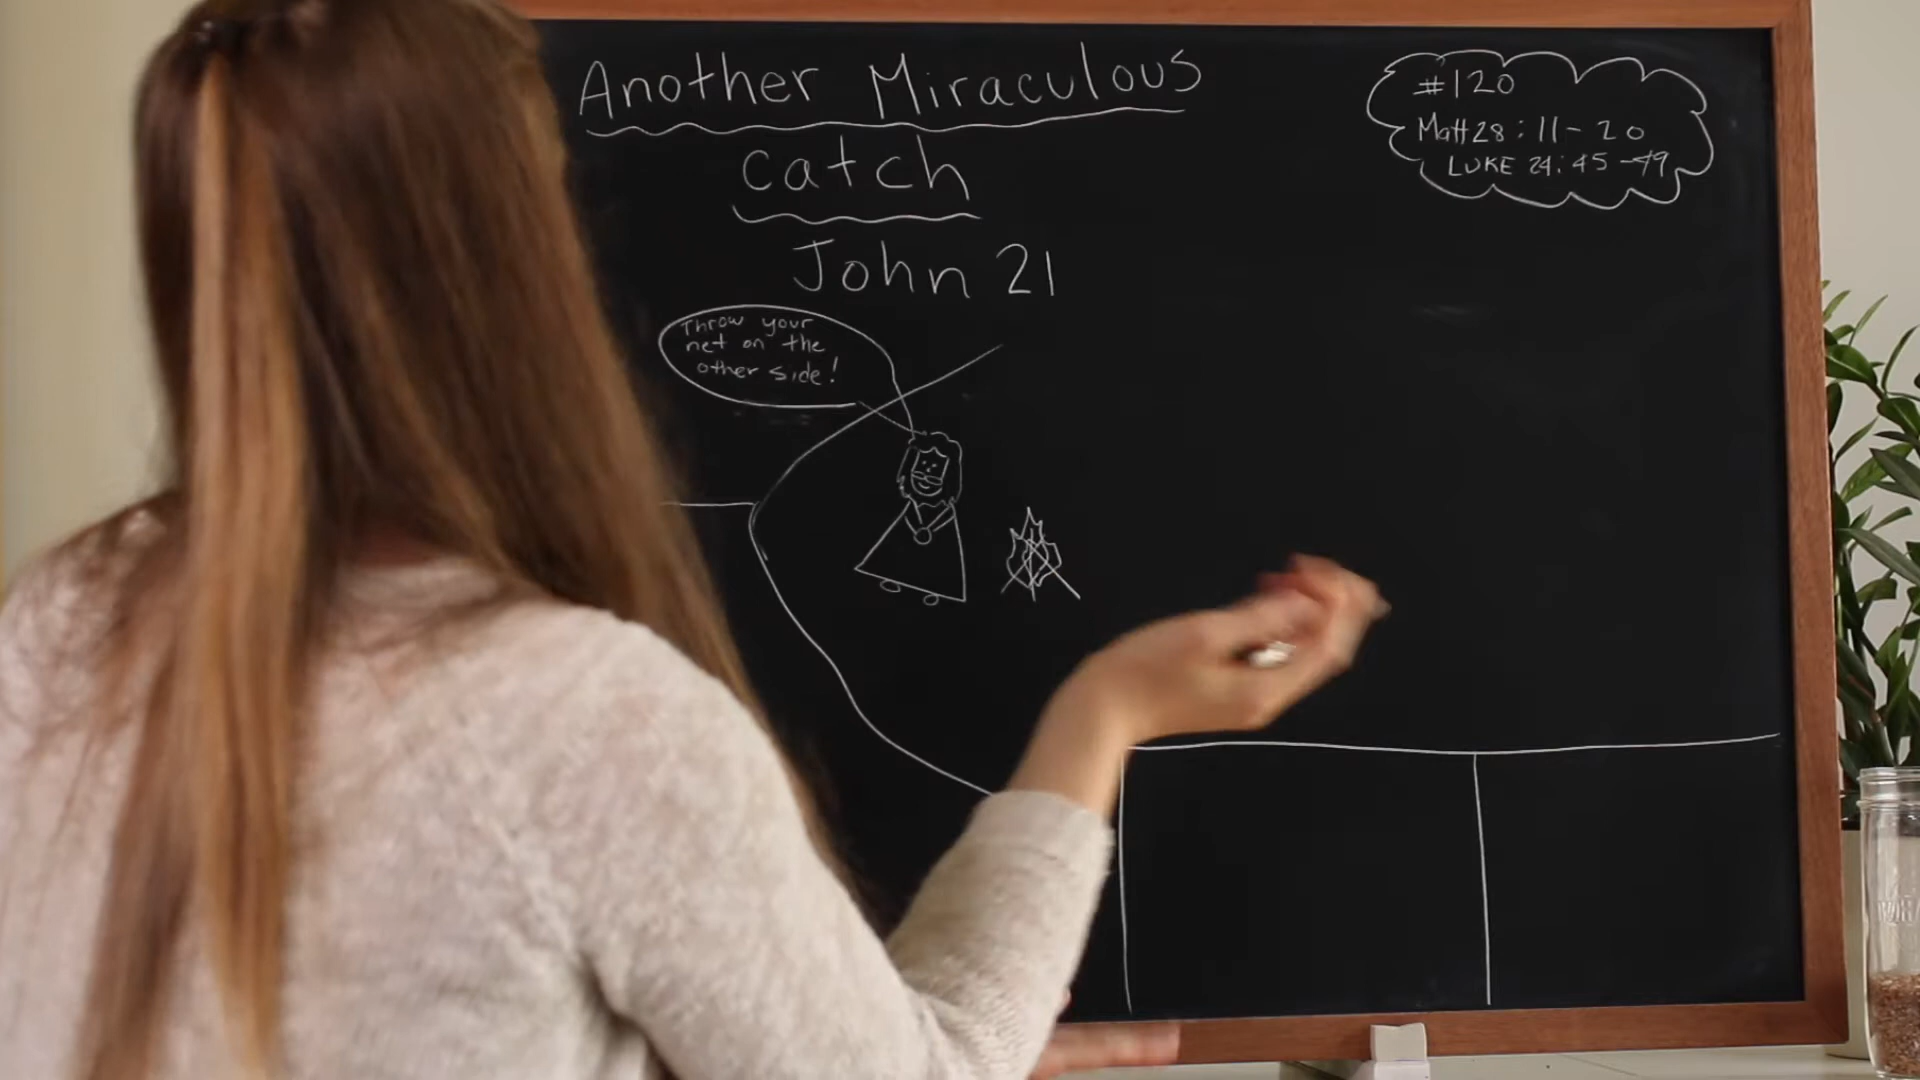 Another Miraculous
catch
John 21
#120
Matt 28:11-20
LUKE 24:45-49
Throw your
net on the
other side!